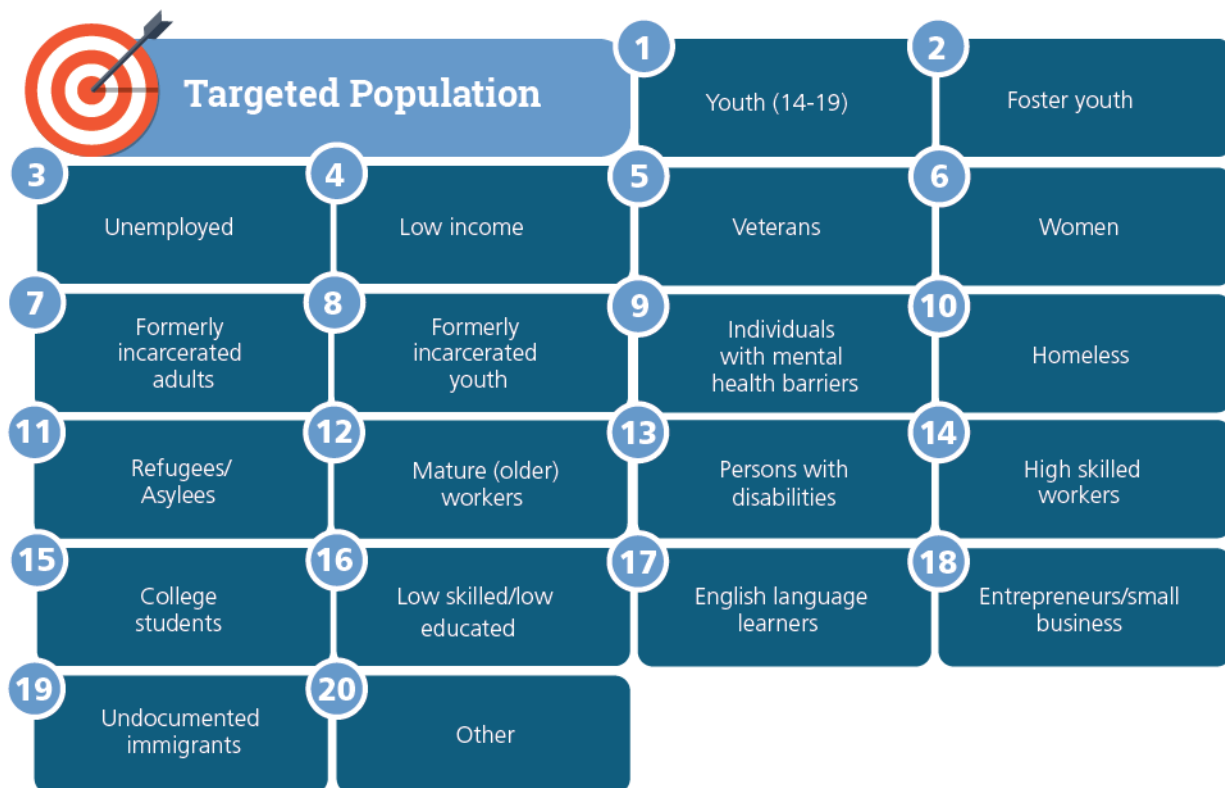 Targeted Population
1
Youth (14-19)
2
Foster youth
3
Unemployed
4
Low income
5
Veterans
6
Women
7
Formerly
incarcerated
adults
8
Formerly
incarcerated
youth
9
Individuals
with mental
health barriers
10
Homeless
11
Refugees/
Asylees
12
Mature (older)
workers
13
Persons with
disabilities
14
High skilled
workers
15
College
students
16
Low skilled/low
educated
17
English language
learners
18
Entrepreneurs/small
business
19
Undocumented
immigrants
20
Other